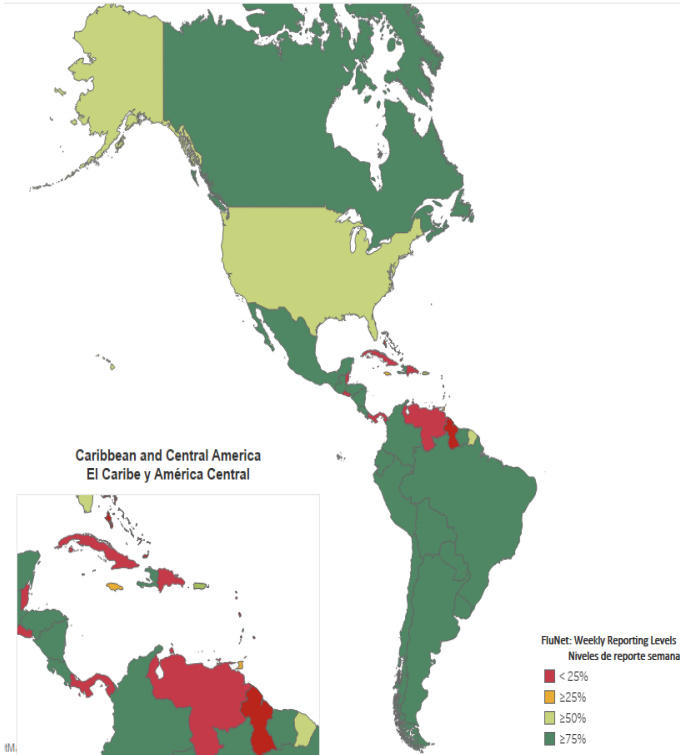 Caribbean and Central America
El Caribe y América Central
FluNet: Weekly Reporting Levels
Niveles de reporte semana
< 25%
≥25%
≥50%
≥75%